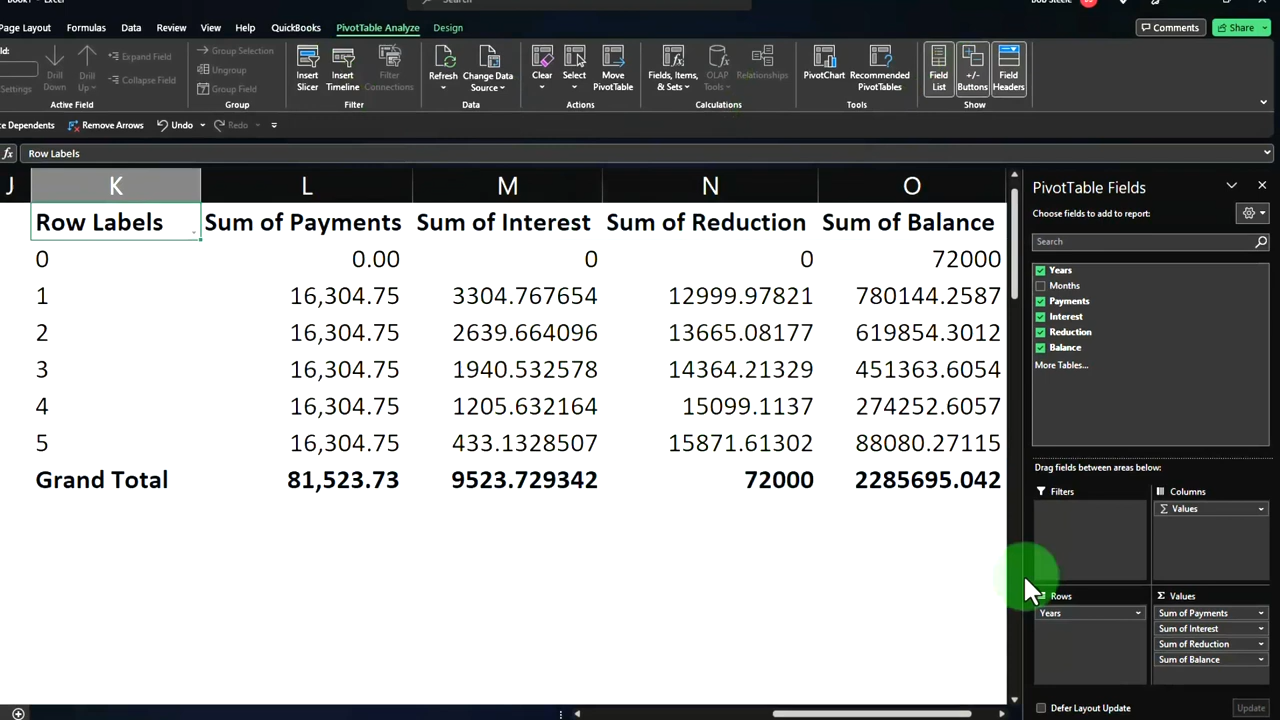 Book1 - Excel
Search
Bob Steele
Page Layout Formulas Data Review View Help QuickBooks PivotTable Analyze Design Comments Share
Settings
Drill Down
Drill Up
Expand Field
Collapse Field
Active Field
Group Selection
Ungroup
Group Field
Group
Insert Slicer
Insert Timeline
Filter Connections
Filter
Refresh
Change Data Source
Data
Clear
Select
Move PivotTable
Actions
Fields, Items, & Sets
OLAP Tools
Relationships
Calculations
PivotChart
Recommended PivotTables
Tools
Field List
+/- Buttons
Field Headers
Show
ce Dependents Remove Arrows Undo Redo
fx Row Labels
J K L M N O
Row Labels Sum of Payments Sum of Interest Sum of Reduction Sum of Balance
0 0.00 0 0 72000
1 16,304.75 3304.767654 12999.97821 780144.2587
2 16,304.75 2639.664096 13665.08177 619854.3012
3 16,304.75 1940.532578 14364.21329 451363.6054
4 16,304.75 1205.632164 15099.1137 274252.6057
5 16,304.75 433.1328507 15871.61302 88080.27115
Grand Total 81,523.73 9523.729342 72000 2285695.042
PivotTable Fields
Choose fields to add to report:
Search
Years
Months
Payments
Interest
Reduction
Balance
More Tables...
Drag fields between areas below:
Filters
Columns
Σ Values
Rows
Years
Σ Values
Sum of Payments
Sum of Interest
Sum of Reduction
Sum of Balance
Defer Layout Update Update